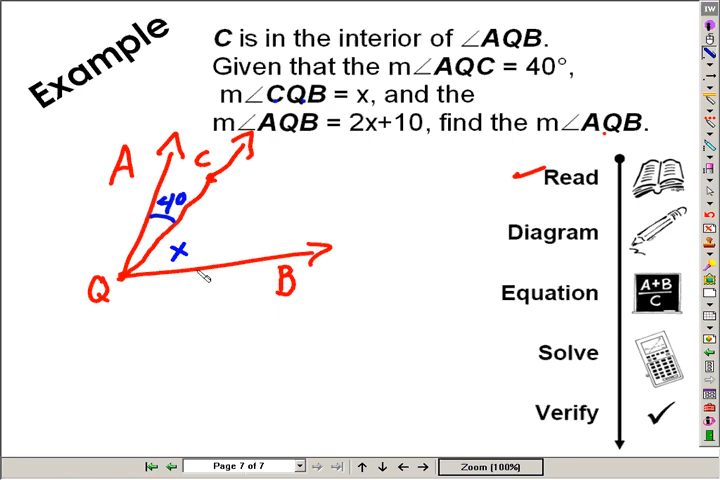 Example
C is in the interior of ∠AQB.
Given that the m∠AQC = 40°,
m∠CQB = x, and the
m∠AQB = 2x+10, find the m∠AQB.
A
C
40
x
Q
B
Read
Diagram
Equation
A+B
C
Solve
Verify
Page 7 of 7
Zoom (100%)
IW